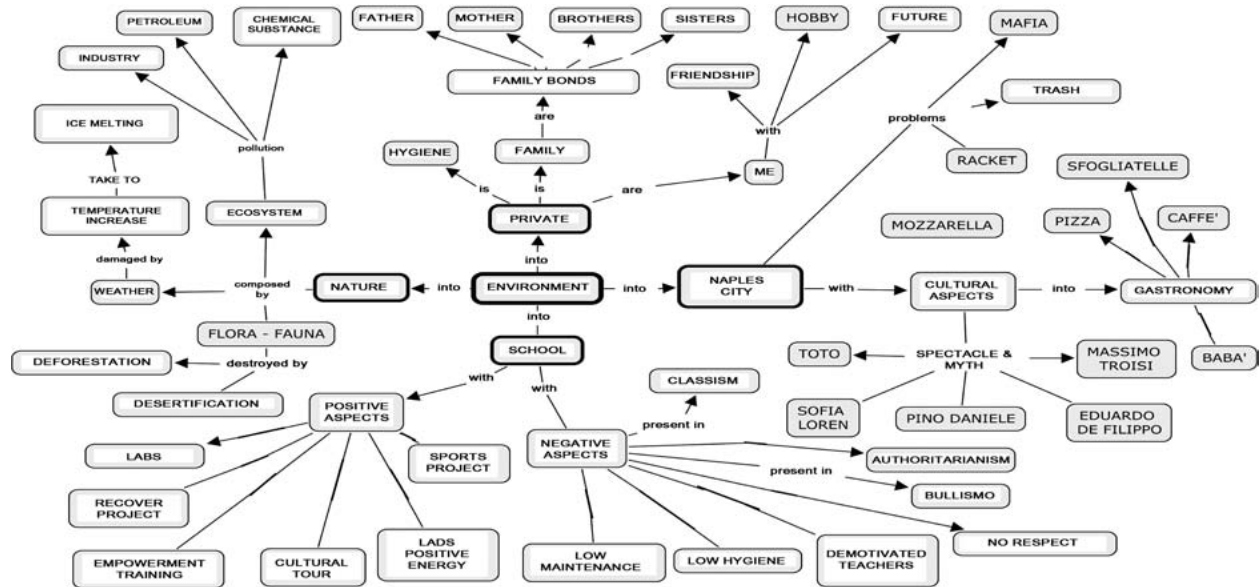 PETROLEUM
CHEMICAL
SUBSTANCE
FATHER
MOTHER
BROTHERS
SISTERS
HOBBY
FUTURE
MAFIA
INDUSTRY
FAMILY BONDS
FRIENDSHIP
TRASH
ICE MELTING
pollution
are
with
problems
HYGIENE
FAMILY
ME
RACKET
SFOGLIATELLE
TAKE TO
is
is
are
TEMPERATURE
INCREASE
ECOSYSTEM
PRIVATE
MOZZARELLA
PIZZA
CAFFE'
damaged by
into
WEATHER
composed
by
NATURE
into
ENVIRONMENT
into
NAPLES
CITY
with
CULTURAL
ASPECTS
into
GASTRONOMY
into
FLORA - FAUNA
SCHOOL
TOTO
SPECTACLE &
MYTH
MASSIMO
TROISI
BABA'
DEFORESTATION
destroyed by
with
with
CLASSISM
DESERTIFICATION
POSITIVE
ASPECTS
present in
SOFIA
LOREN
PINO DANIELE
EDUARDO
DE FILIPPO
LABS
SPORTS
PROJECT
NEGATIVE
ASPECTS
AUTHORITARIANISM
present in
RECOVER
PROJECT
BULLISMO
EMPOWERMENT
TRAINING
CULTURAL
TOUR
LADS
POSITIVE
ENERGY
LOW
MAINTENANCE
LOW HYGIENE
DEMOTIVATED
TEACHERS
NO RESPECT